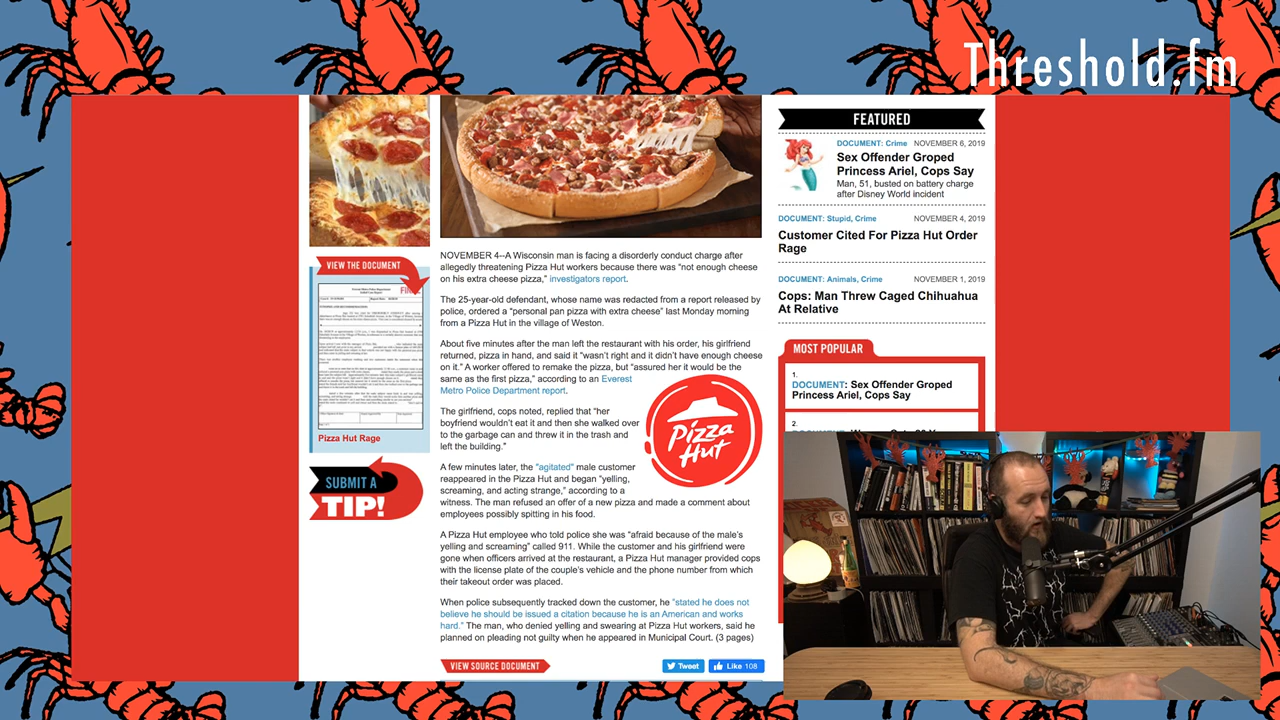 Threshold.fm
VIEW THE DOCUMENT
Pizza Hut Rage
SUBMIT A
TIP!
NOVEMBER 4--A Wisconsin man is facing a disorderly conduct charge after
allegedly threatening Pizza Hut workers because there was "not enough cheese
on his extra cheese pizza," investigators report.
The 25-year-old defendant, whose name was redacted from a report released by
police, ordered a "personal pan pizza with extra cheese" last Monday morning
from a Pizza Hut in the village of Weston.
About five minutes after the man left the restaurant with his order, his girlfriend
returned, pizza in hand, and said it "wasn't right and it didn't have enough cheese
on it." A worker offered to remake the pizza, but "assured her it would be the
same as the first pizza," according to an Everest
Metro Police Department report.
The girlfriend, cops noted, replied that "her
boyfriend wouldn't eat it and then she walked over
to the garbage can and threw it in the trash and
left the building."
Pizza
Hut
A few minutes later, the "agitated" male customer
reappeared in the Pizza Hut and began "yelling,
screaming, and acting strange," according to a
witness. The man refused an offer of a new pizza and made a comment about
employees possibly spitting in his food.
A Pizza Hut employee who told police she was "afraid because of the male's
yelling and screaming" called 911. While the customer and his girlfriend were
gone when officers arrived at the restaurant, a Pizza Hut manager provided cops
with the license plate of the couple's vehicle and the phone number from which
their takeout order was placed.
When police subsequently tracked down the customer, he "stated he does not
believe he should be issued a citation because he is an American and works
hard." The man, who denied yelling and swearing at Pizza Hut workers, said he
planned on pleading not guilty when he appeared in Municipal Court. (3 pages)
VIEW SOURCE DOCUMENT
Tweet
Like 108
FEATURED
DOCUMENT: Crime NOVEMBER 6, 2019
Sex Offender Groped
Princess Ariel, Cops Say
Man, 51, busted on battery charge
after Disney World incident
DOCUMENT: Stupid, Crime NOVEMBER 4, 2019
Customer Cited For Pizza Hut Order
Rage
DOCUMENT: Animals, Crime NOVEMBER 1, 2019
Cops: Man Threw Caged Chihuahua
At Relative
MOST POPULAR
1.
DOCUMENT: Sex Offender Groped
Princess Ariel, Cops Say
2.